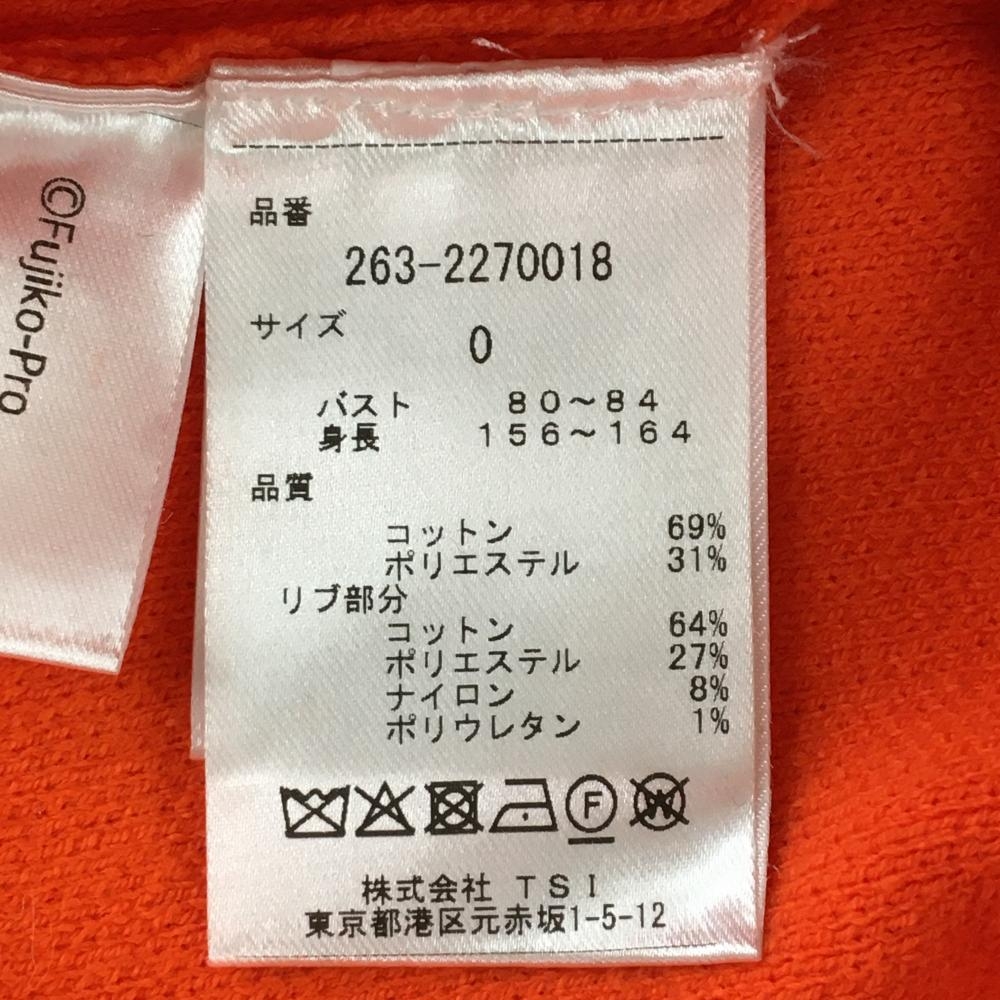 ©Fujiko-Pro
品番
263-2270018
サイズ
0
バスト 80~84
身長 156~164
品質
コットン 69%
ポリエステル 31%
リブ部分
コットン 64%
ポリエステル 27%
ナイロン 8%
ポリウレタン 1%
F W
株式会社 TSI
東京都港区元赤坂1-5-12